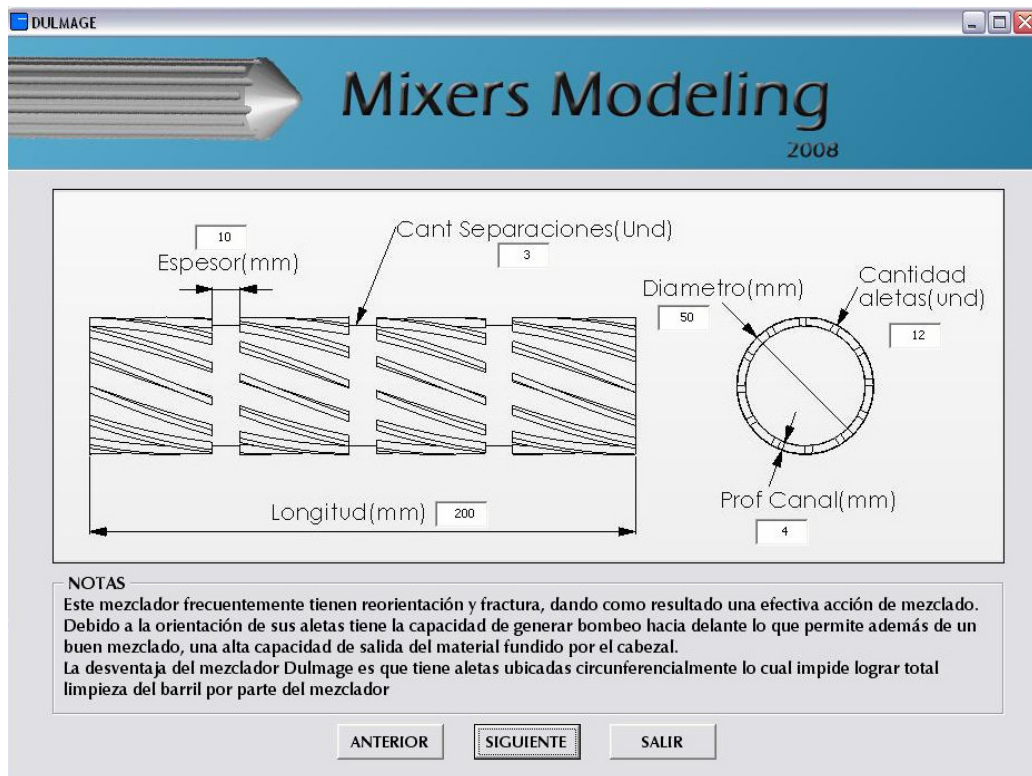 DULMAGE
Mixers Modeling
2008
10
Espesor(mm)
Cant Separaciones(Und)
3
Diametro(mm)
50
Cantidad
aletas(und)
12
Longitud(mm) 200
Prof Canal(mm)
4
NOTAS
Este mezclador frecuentemente tienen reorientación y fractura, dando como resultado una efectiva acción de mezclado.
Debido a la orientación de sus aletas tiene la capacidad de generar bombeo hacia delante lo que permite además de un
buen mezclado, una alta capacidad de salida del material fundido por el cabezal.
La desventaja del mezclador Dulmage es que tiene aletas ubicadas circunferencialmente lo cual impide lograr total
limpieza del barril por parte del mezclador
ANTERIOR SIGUIENTE SALIR